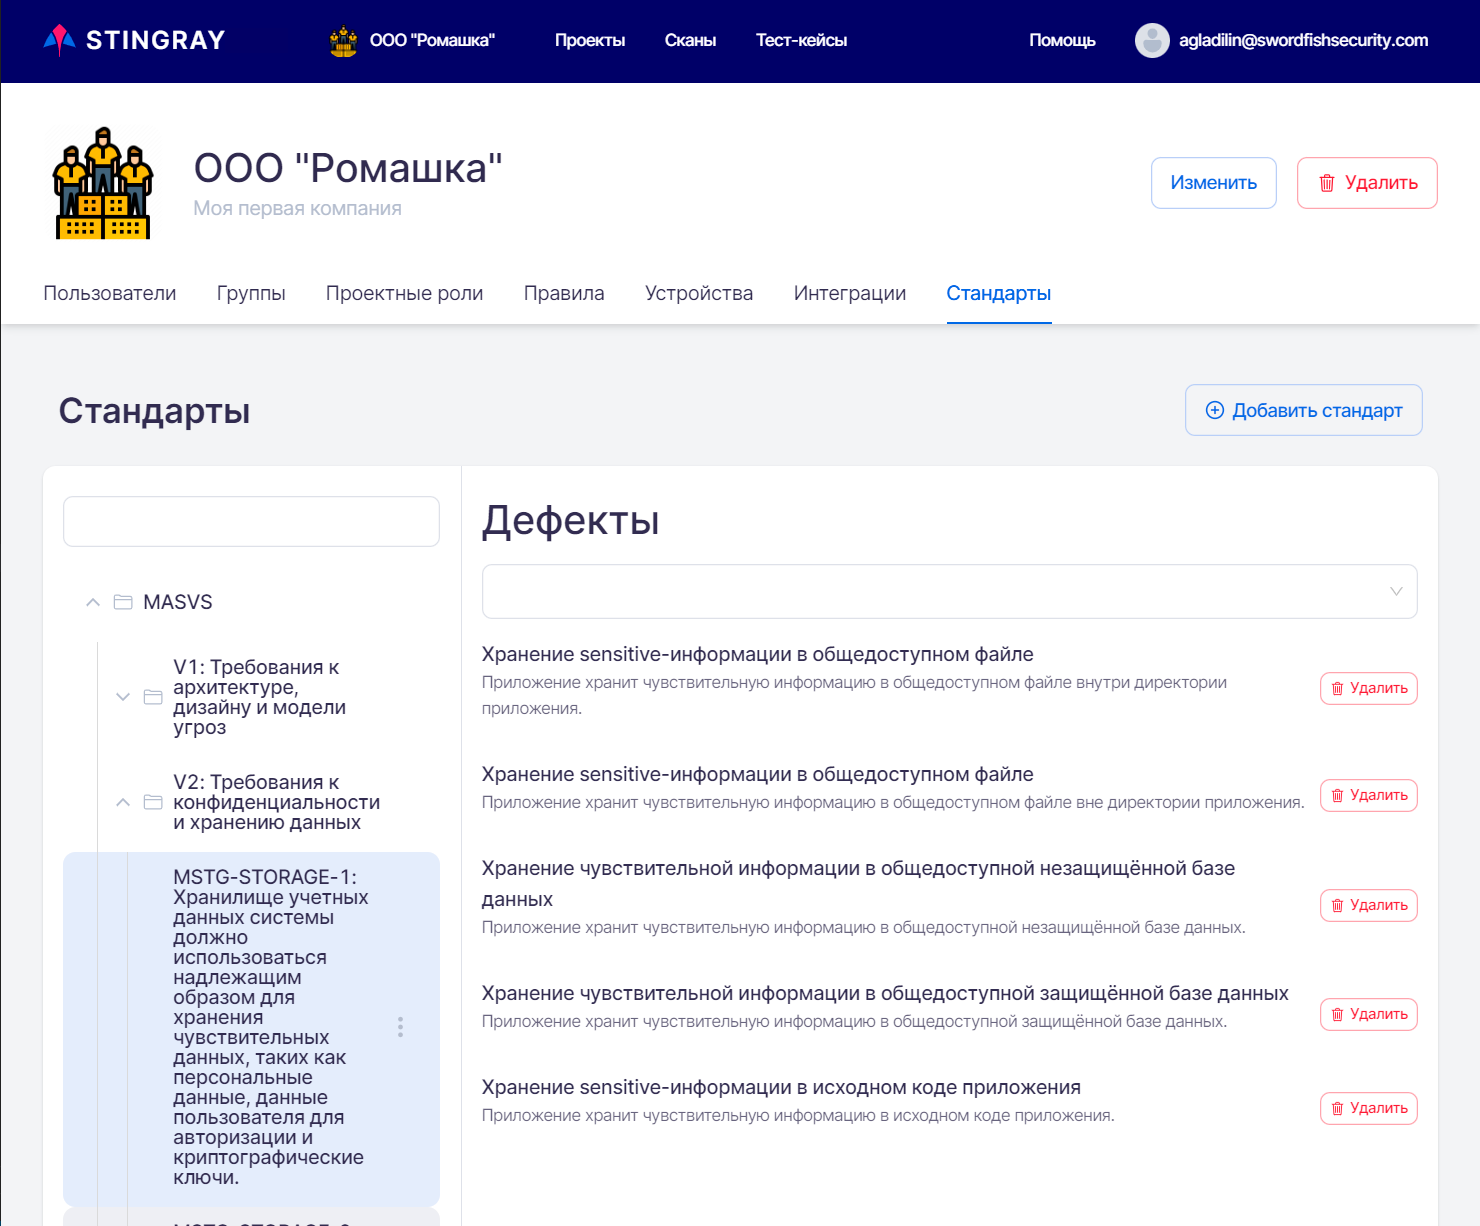 STINGRAY
ООО "Ромашка"
Проекты
Сканы
Тест-кейсы
Помощь
agladilin@swordfishsecurity.com
ООО "Ромашка"
Моя первая компания
Изменить
Удалить
Пользователи
Группы
Проектные роли
Правила
Устройства
Интеграции
Стандарты
Стандарты
Добавить стандарт
MASVS
V1: Требования к
архитектуре,
дизайну и модели
угроз
V2: Требования к
конфиденциальности
и хранению данных
MSTG-STORAGE-1:
Хранилище учетных
данных системы
должно
использоваться
надлежащим
образом для
хранения
чувствительных
данных, таких как
персональные
данные, данные
пользователя для
авторизации и
криптографические
ключи.
Дефекты
Хранение sensitive-информации в общедоступном файле
Приложение хранит чувствительную информацию в общедоступном файле внутри директории
приложения.
Удалить
Хранение sensitive-информации в общедоступном файле
Приложение хранит чувствительную информацию в общедоступном файле вне директории приложения.
Удалить
Хранение чувствительной информации в общедоступной незащищённой базе
данных
Приложение хранит чувствительную информацию в общедоступной незащищённой базе данных.
Удалить
Хранение чувствительной информации в общедоступной защищённой базе данных
Приложение хранит чувствительную информацию в общедоступной защищённой базе данных.
Удалить
Хранение sensitive-информации в исходном коде приложения
Приложение хранит чувствительную информацию в исходном коде приложения.
Удалить